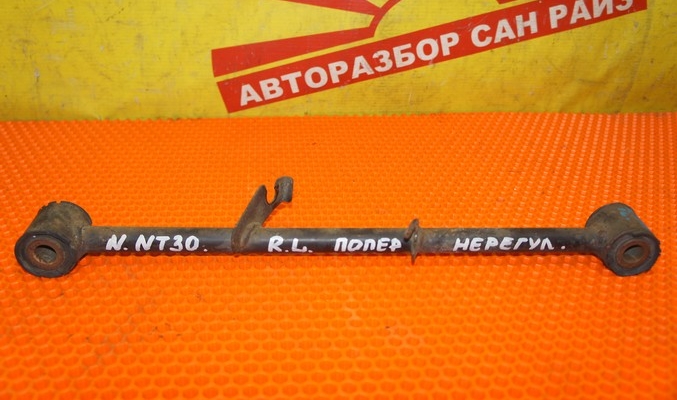 АВТОРАЗБОР САН РАЙЗ
N. NT30. R.L. ПОПЕР НЕРЕГУЛ.